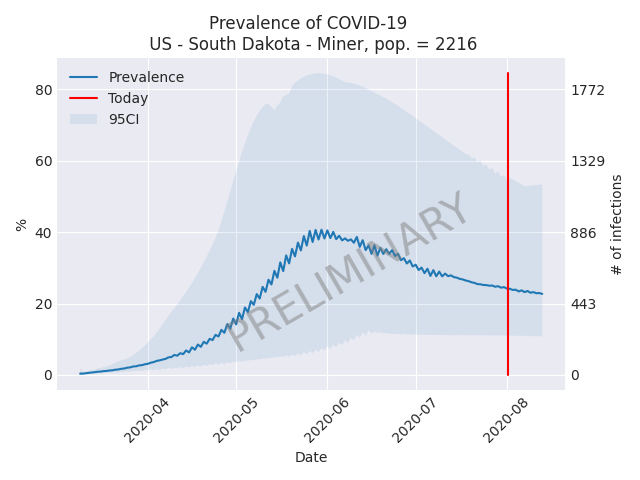 Prevalence of COVID-19
US - South Dakota - Miner, pop. = 2216
Prevalence
Today
95CI
80
60
40
20
0
%
1772
1329
886
443
0
# of infections
PRELIMINARY
2020-04
2020-05
2020-06
2020-07
2020-08
Date